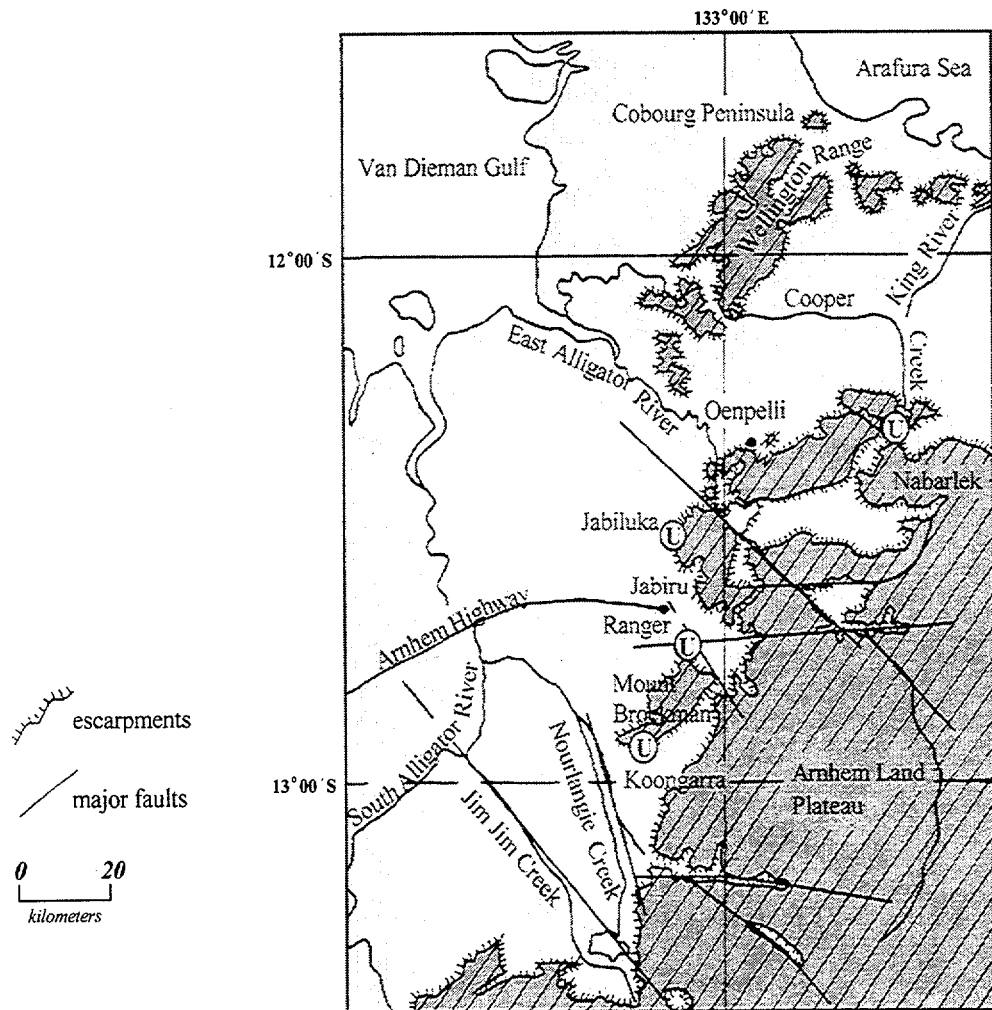 133°00´E
Arafura Sea
Cobourg Peninsula
Van Dieman Gulf
Wellington Range
King River
12°00´S
Cooper
Creek
East Alligator River
Oenpelli
U
Nabarlek
Jabiluka
U
Jabiru
Arnhem Highway
Ranger
U
Mount
Brockman
U
South Alligator River
Nourlangie Creek
Koongarra
Arnhem Land
Plateau
13°00´S
Jim Jim Creek
escarpments
major faults
0 20
kilometers